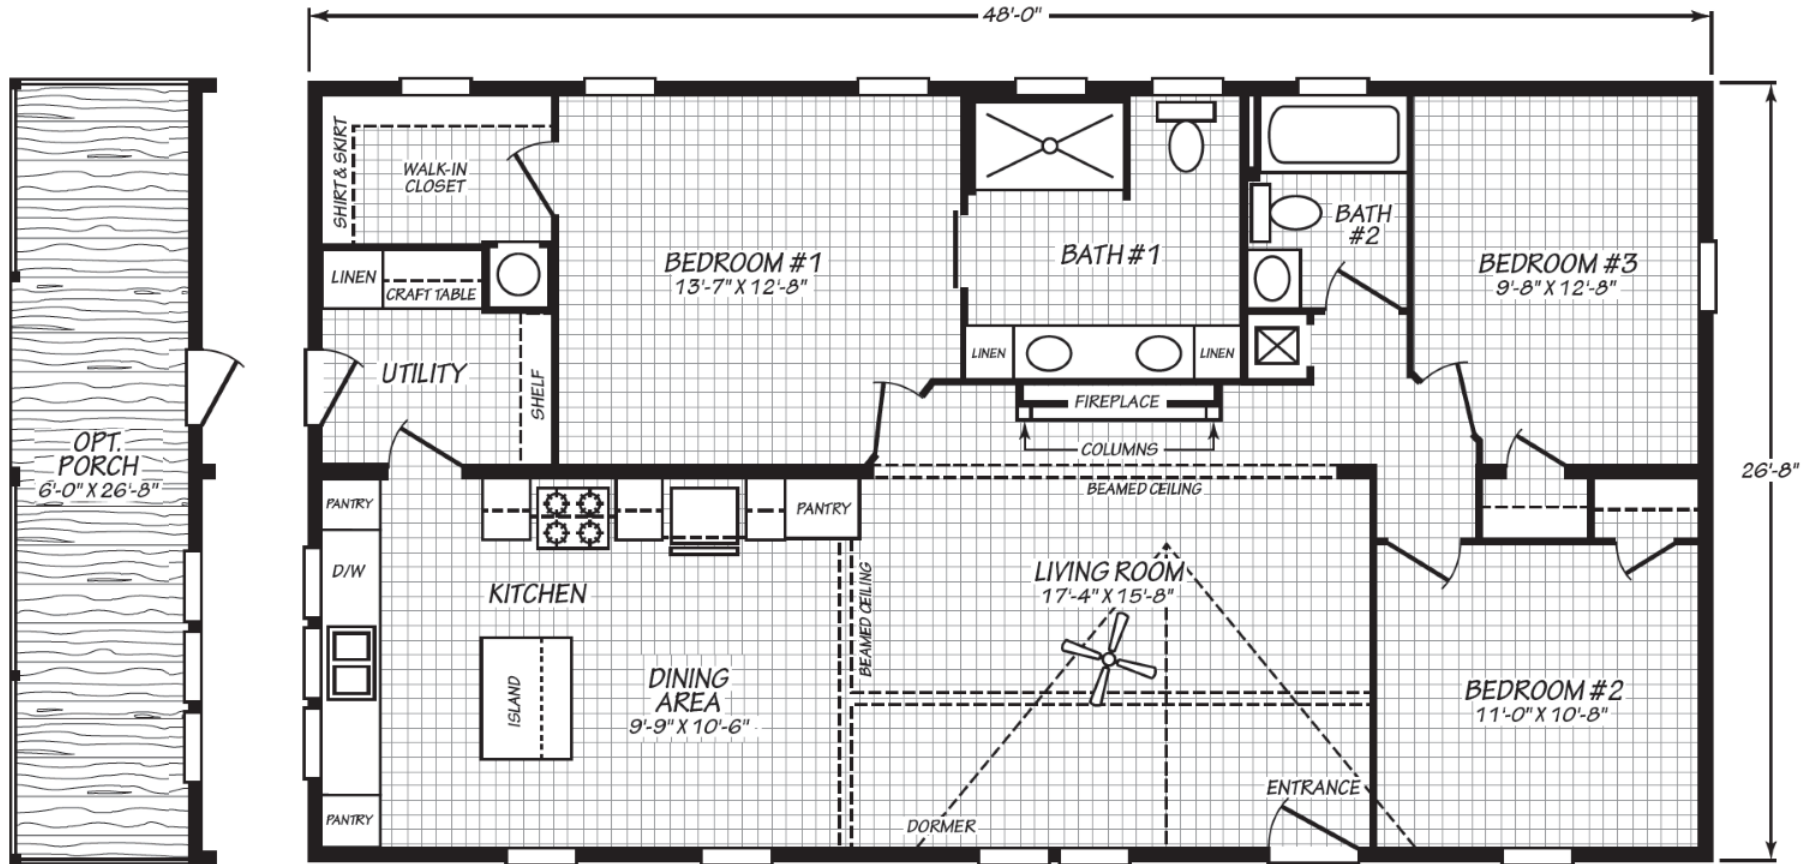 48'-0"
SHIRT & SKIRT
WALK-IN
CLOSET
LINEN
CRAFT TABLE
BEDROOM #1
13'-7" X 12'-8"
BATH #1
BATH
#2
BEDROOM #3
9'-8" X 12'-8"
UTILITY
SHELF
LINEN
LINEN
FIREPLACE
COLUMNS
OPT.
PORCH
6'-0" X 26'-8"
26'-8"
PANTRY
PANTRY
BEAMED CEILING
D/W
KITCHEN
BEAMED CEILING
LIVING ROOM
17'-4" X 15'-8"
ISLAND
DINING
AREA
9'-9" X 10'-6"
BEDROOM #2
11'-0" X 10'-8"
ENTRANCE
PANTRY
DORMER